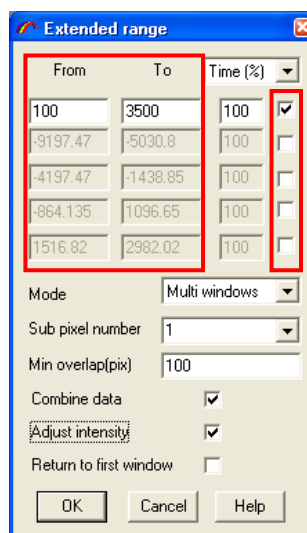 Extended range
From To Time (%)
100 3500 100
-9197.47 -5030.8 100
-4197.47 -1438.85 100
-864.135 1096.65 100
1516.82 2982.02 100
Mode Multi windows
Sub pixel number 1
Min overlap(pix) 100
Combine data
Adjust intensity
Return to first window
OK Cancel Help